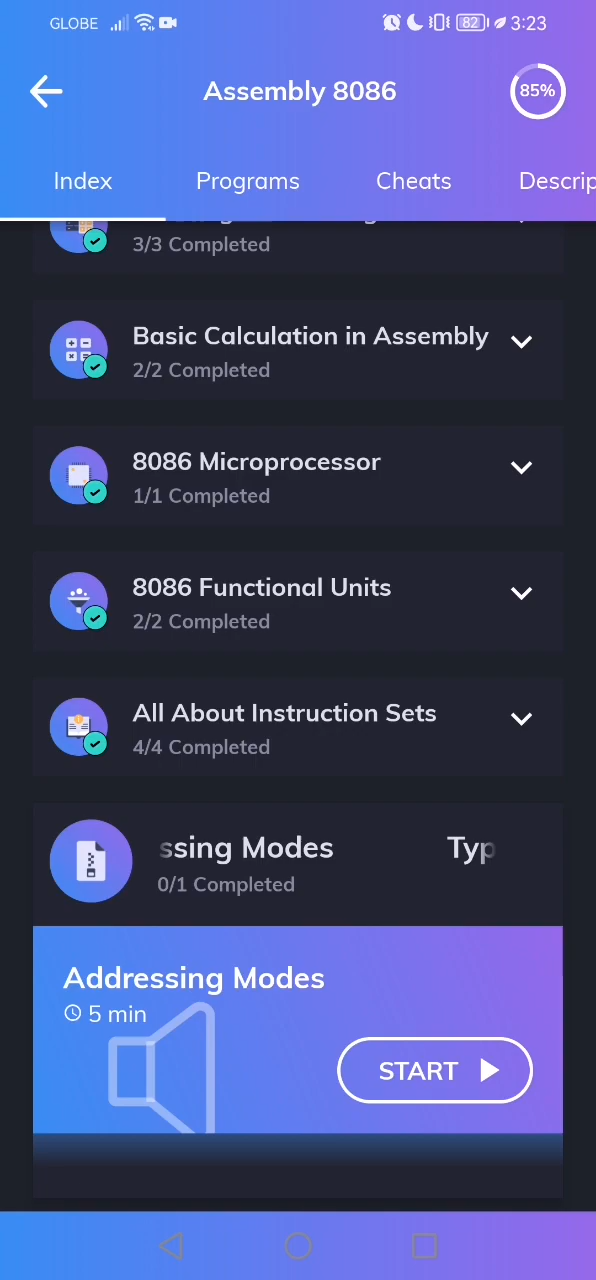 GLOBE 82 3:23
Assembly 8086 85%
Index Programs Cheats Descrip
3/3 Completed
Basic Calculation in Assembly
2/2 Completed
8086 Microprocessor
1/1 Completed
8086 Functional Units
2/2 Completed
All About Instruction Sets
4/4 Completed
ssing Modes Typ
0/1 Completed
Addressing Modes
5 min
START